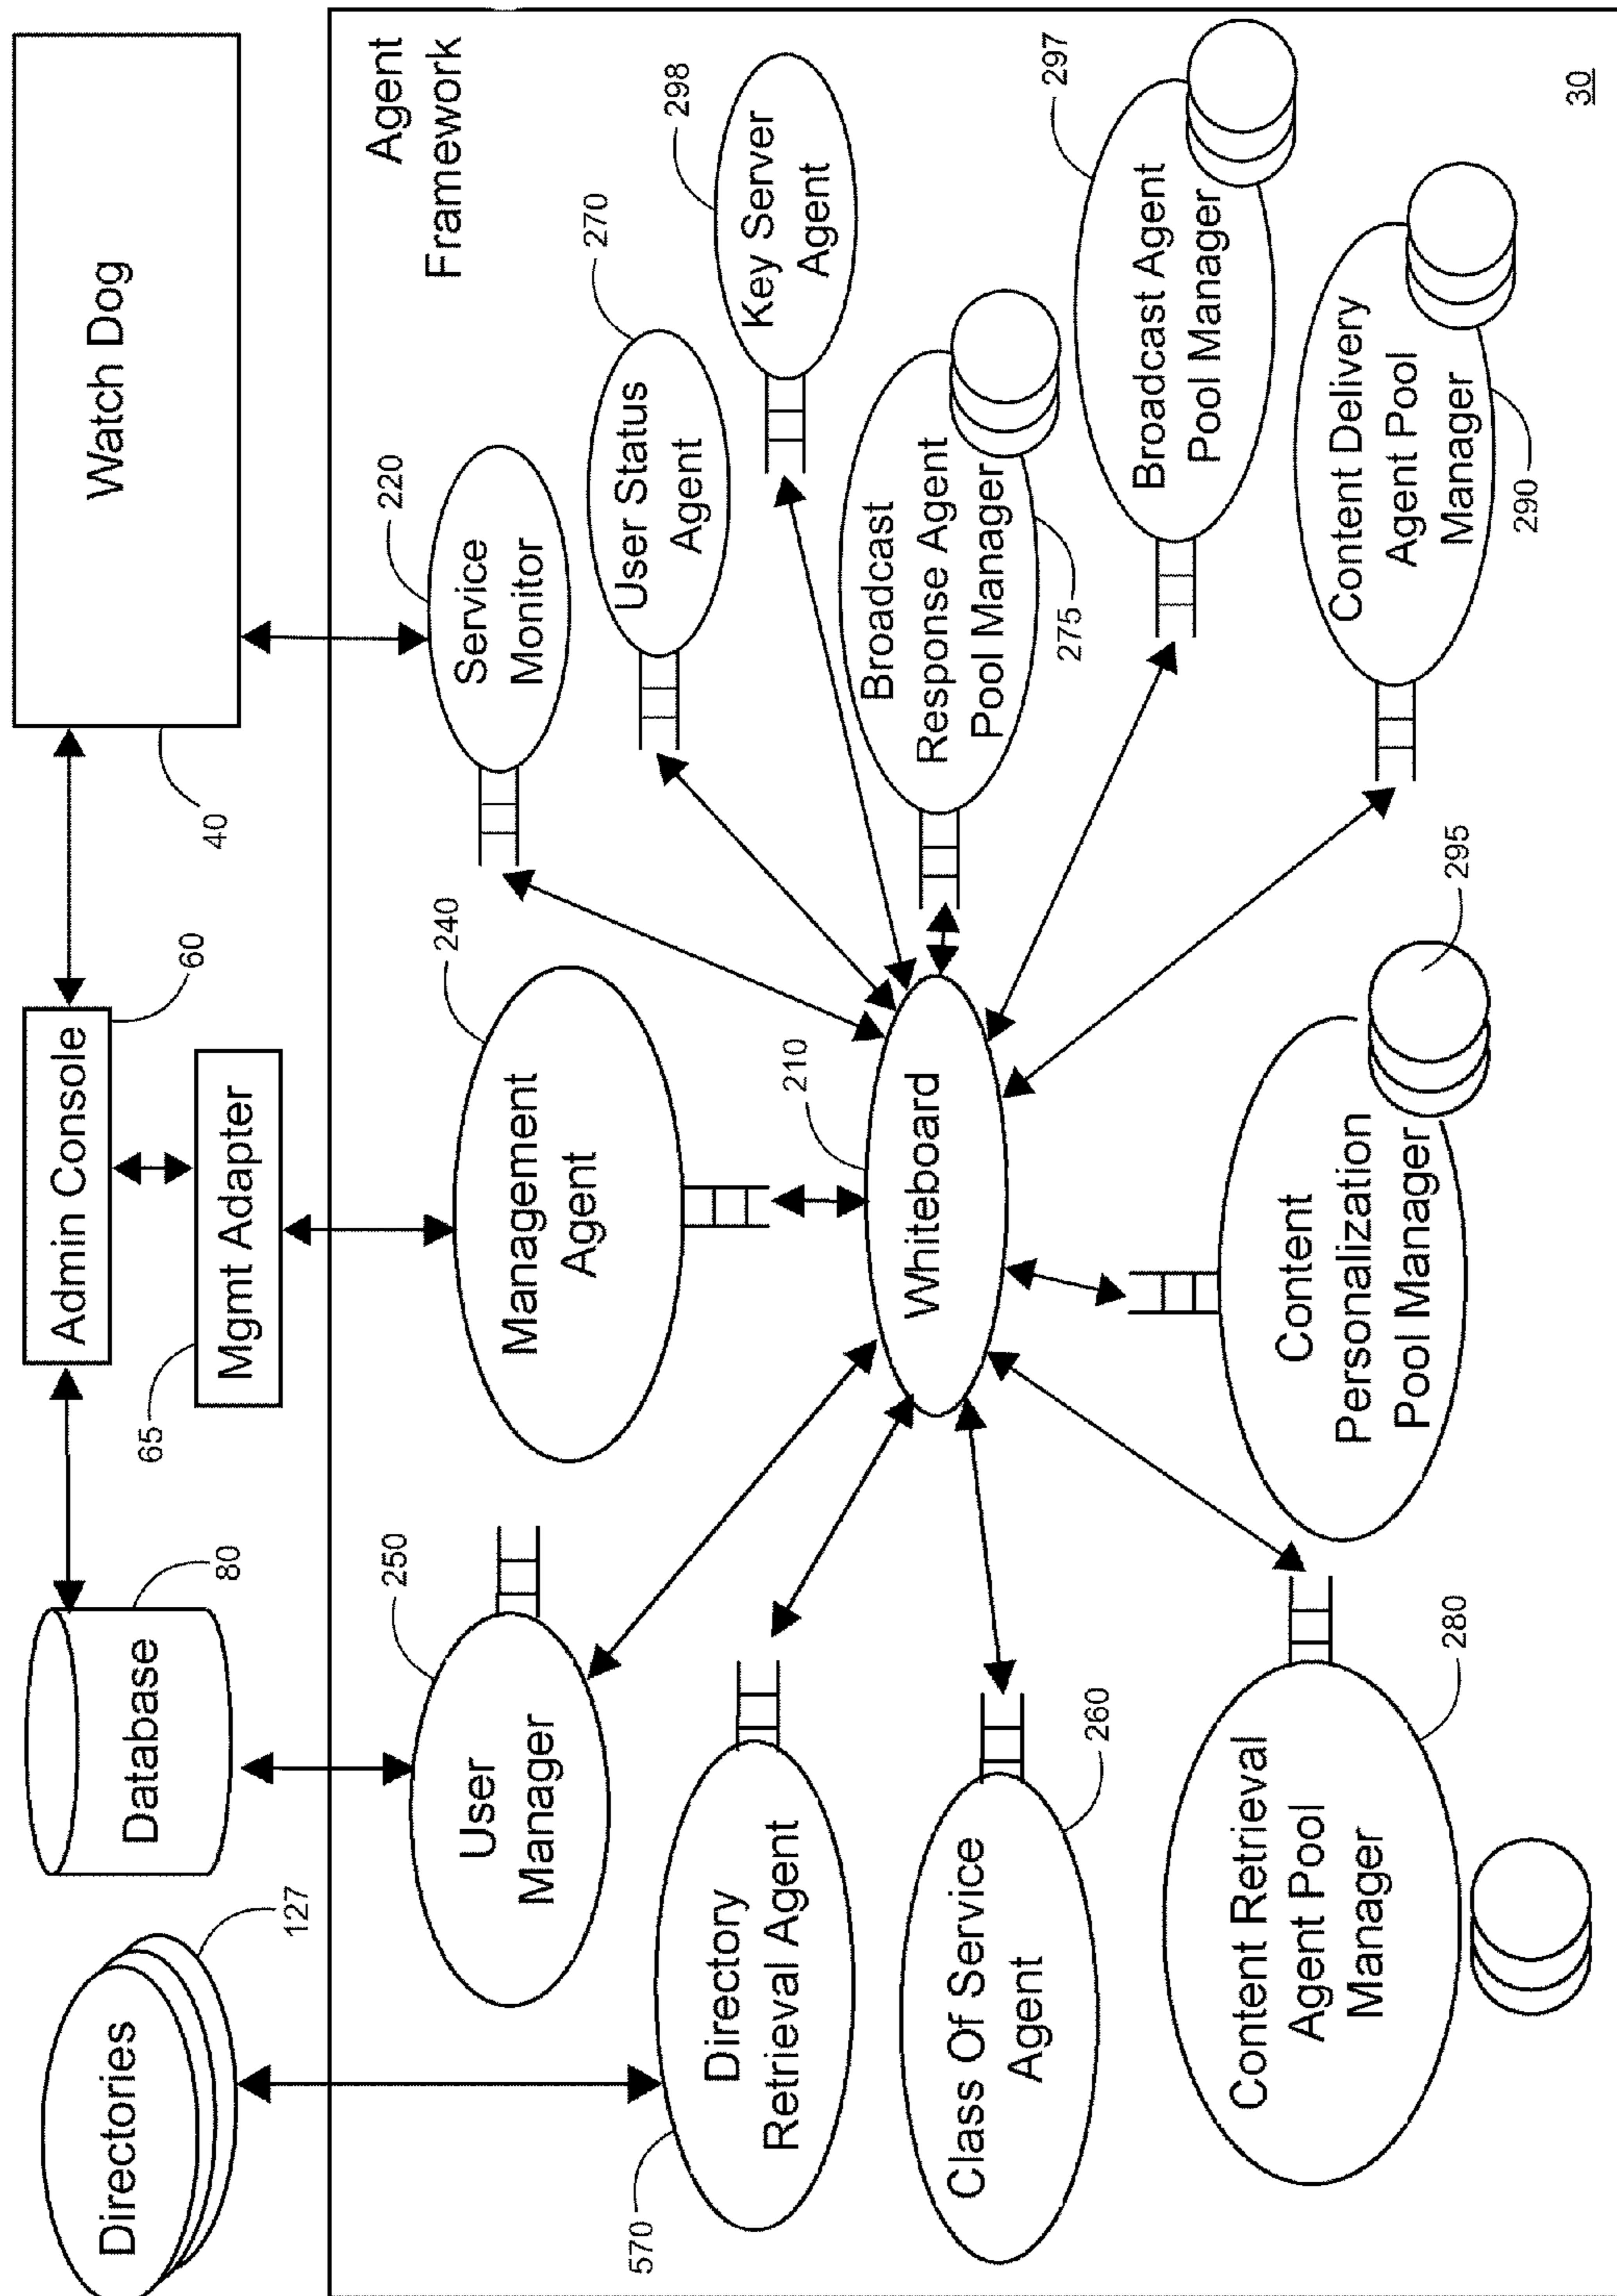 Directories
127
Database
80
Admin Console
60
Mgmt Adapter
65
Watch Dog
40
Agent
Framework
User
Manager
250
Management
Agent
240
Service
Monitor
220
User Status
Agent
270
Key Server
Agent
298
Directory
Retrieval Agent
570
Whiteboard
210
Broadcast
Response Agent
Pool Manager
275
Class Of Service
Agent
260
Broadcast Agent
Pool Manager
297
Content Retrieval
Agent Pool
Manager
280
Content
Personalization
Pool Manager
295
Content Delivery
Agent Pool
Manager
290
30